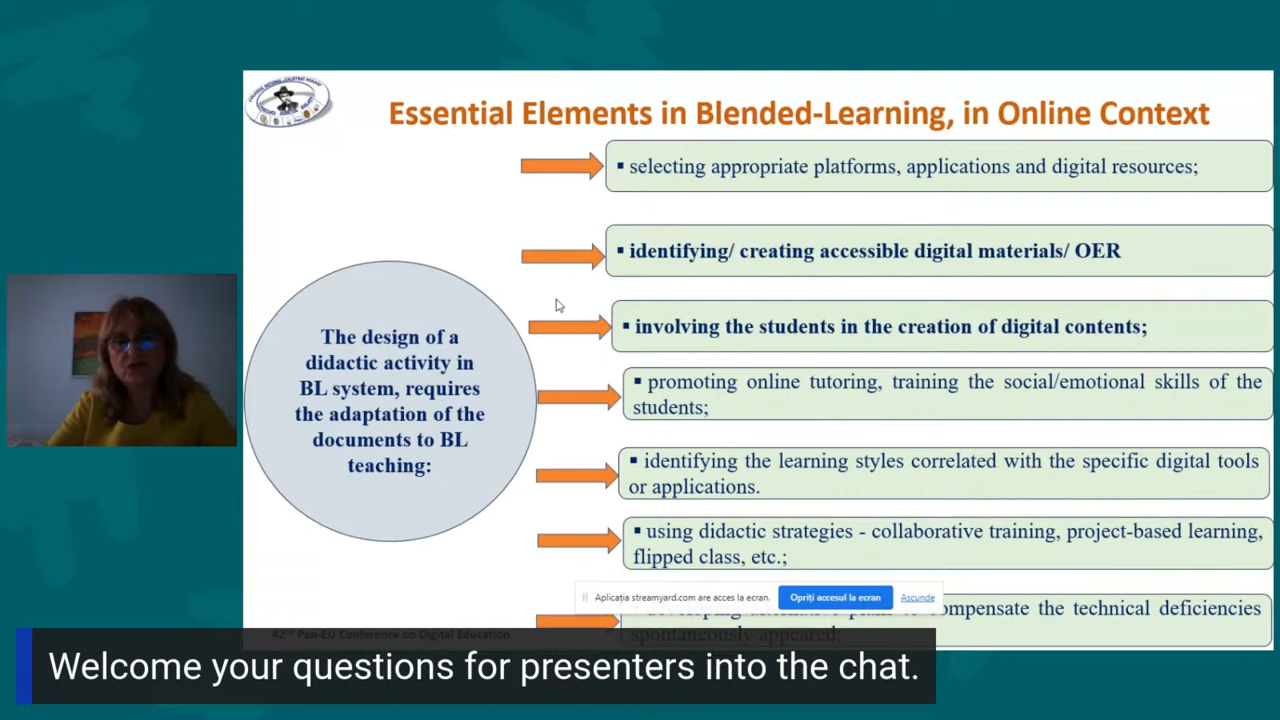 Essential Elements in Blended-Learning, in Online Context
▪ selecting appropriate platforms, applications and digital resources;
▪ identifying/ creating accessible digital materials/ OER
▪ involving the students in the creation of digital contents;
The design of a
didactic activity in
BL system, requires
the adaptation of the
documents to BL
teaching:
▪ promoting online tutoring, training the social/emotional skills of the
students;
▪ identifying the learning styles correlated with the specific digital tools
or applications.
▪ using didactic strategies - collaborative training, project-based learning,
flipped class, etc.;
Aplicația streamyard.com are acces la ecran. Opriți accesul la ecran Ascunde
compensate the technical deficiencies
spontaneously appeared;
Pan-EU Conference on Digital Education
Welcome your questions for presenters into the chat.